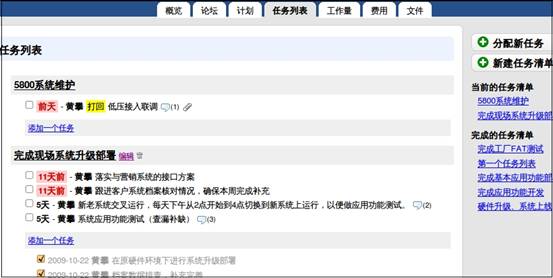 概览 论坛 计划 任务列表 工作量 费用 文件
任务列表
5800系统维护
前天 - 黄攀 打回 低压接入联调 (1)
添加一个任务
完成现场系统升级部署 编辑
11天前 - 黄攀 落实与营销系统的接口方案
11天前 - 黄攀 跟进客户系统档案核对情况，确保本周完成补充
5天 - 黄攀 新老系统交叉运行，每天下午从2点开始到4点切换到新系统上运行，以便做应用功能测试。 (2)
5天 - 黄攀 系统应用功能测试（查漏补缺） (3)
添加一个任务
2009-10-22 黄攀 在原硬件环境下进行系统升级部署
2009-10-22 黄攀 档案数据排查，补充完善
分配新任务
新建任务清单
当前的任务清单
5800系统维护
完成现场系统升级部
完成的任务清单
完成工厂FAT测试
第一个任务列表
完成基本应用功能部
完成应用功能开发
硬件升级、系统上线